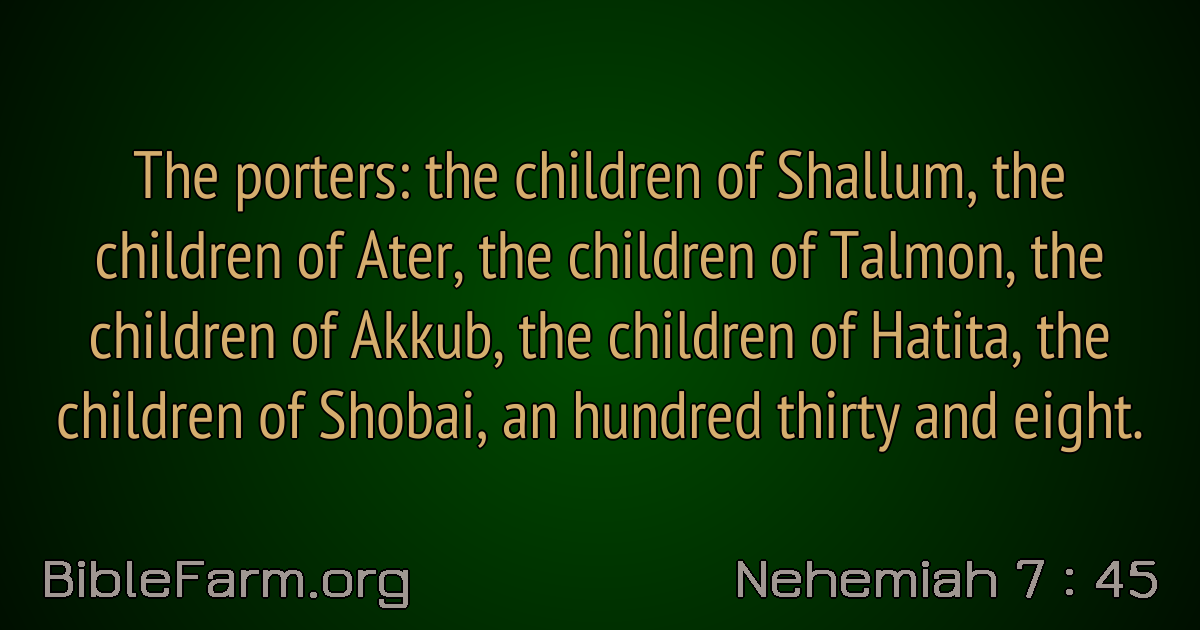 The porters: the children of Shallum, the
children of Ater, the children of Talmon, the
children of Akkub, the children of Hatita, the
children of Shobai, an hundred thirty and eight.
BibleFarm.org
Nehemiah 7 : 45